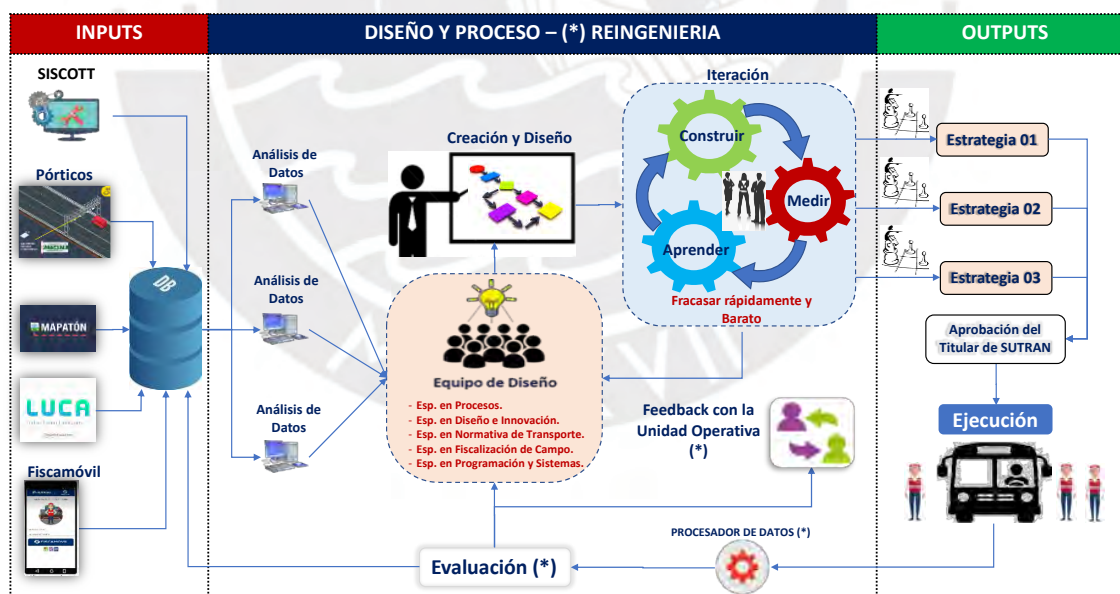 INPUTS
DISEÑO Y PROCESO – (*) REINGENIERIA
OUTPUTS
SISCOTT
Pórticos
DB
MAPATÓN
LUCA
Fiscamóvil
Análisis de
Datos
Análisis de
Datos
Análisis de
Datos
Creación y Diseño
Equipo de Diseño
- Esp. en Procesos.
- Esp. en Diseño e Innovación.
- Esp. en Normativa de Transporte.
- Esp. en Fiscalización de Campo.
- Esp. en Programación y Sistemas.
Iteración
Construir
Medir
Aprender
Fracasar rápidamente y
Barato
Feedback con la
Unidad Operativa
(*)
PROCESADOR DE DATOS (*)
Evaluación (*)
Estrategia 01
Estrategia 02
Estrategia 03
Aprobación del
Titular de SUTRAN
Ejecución